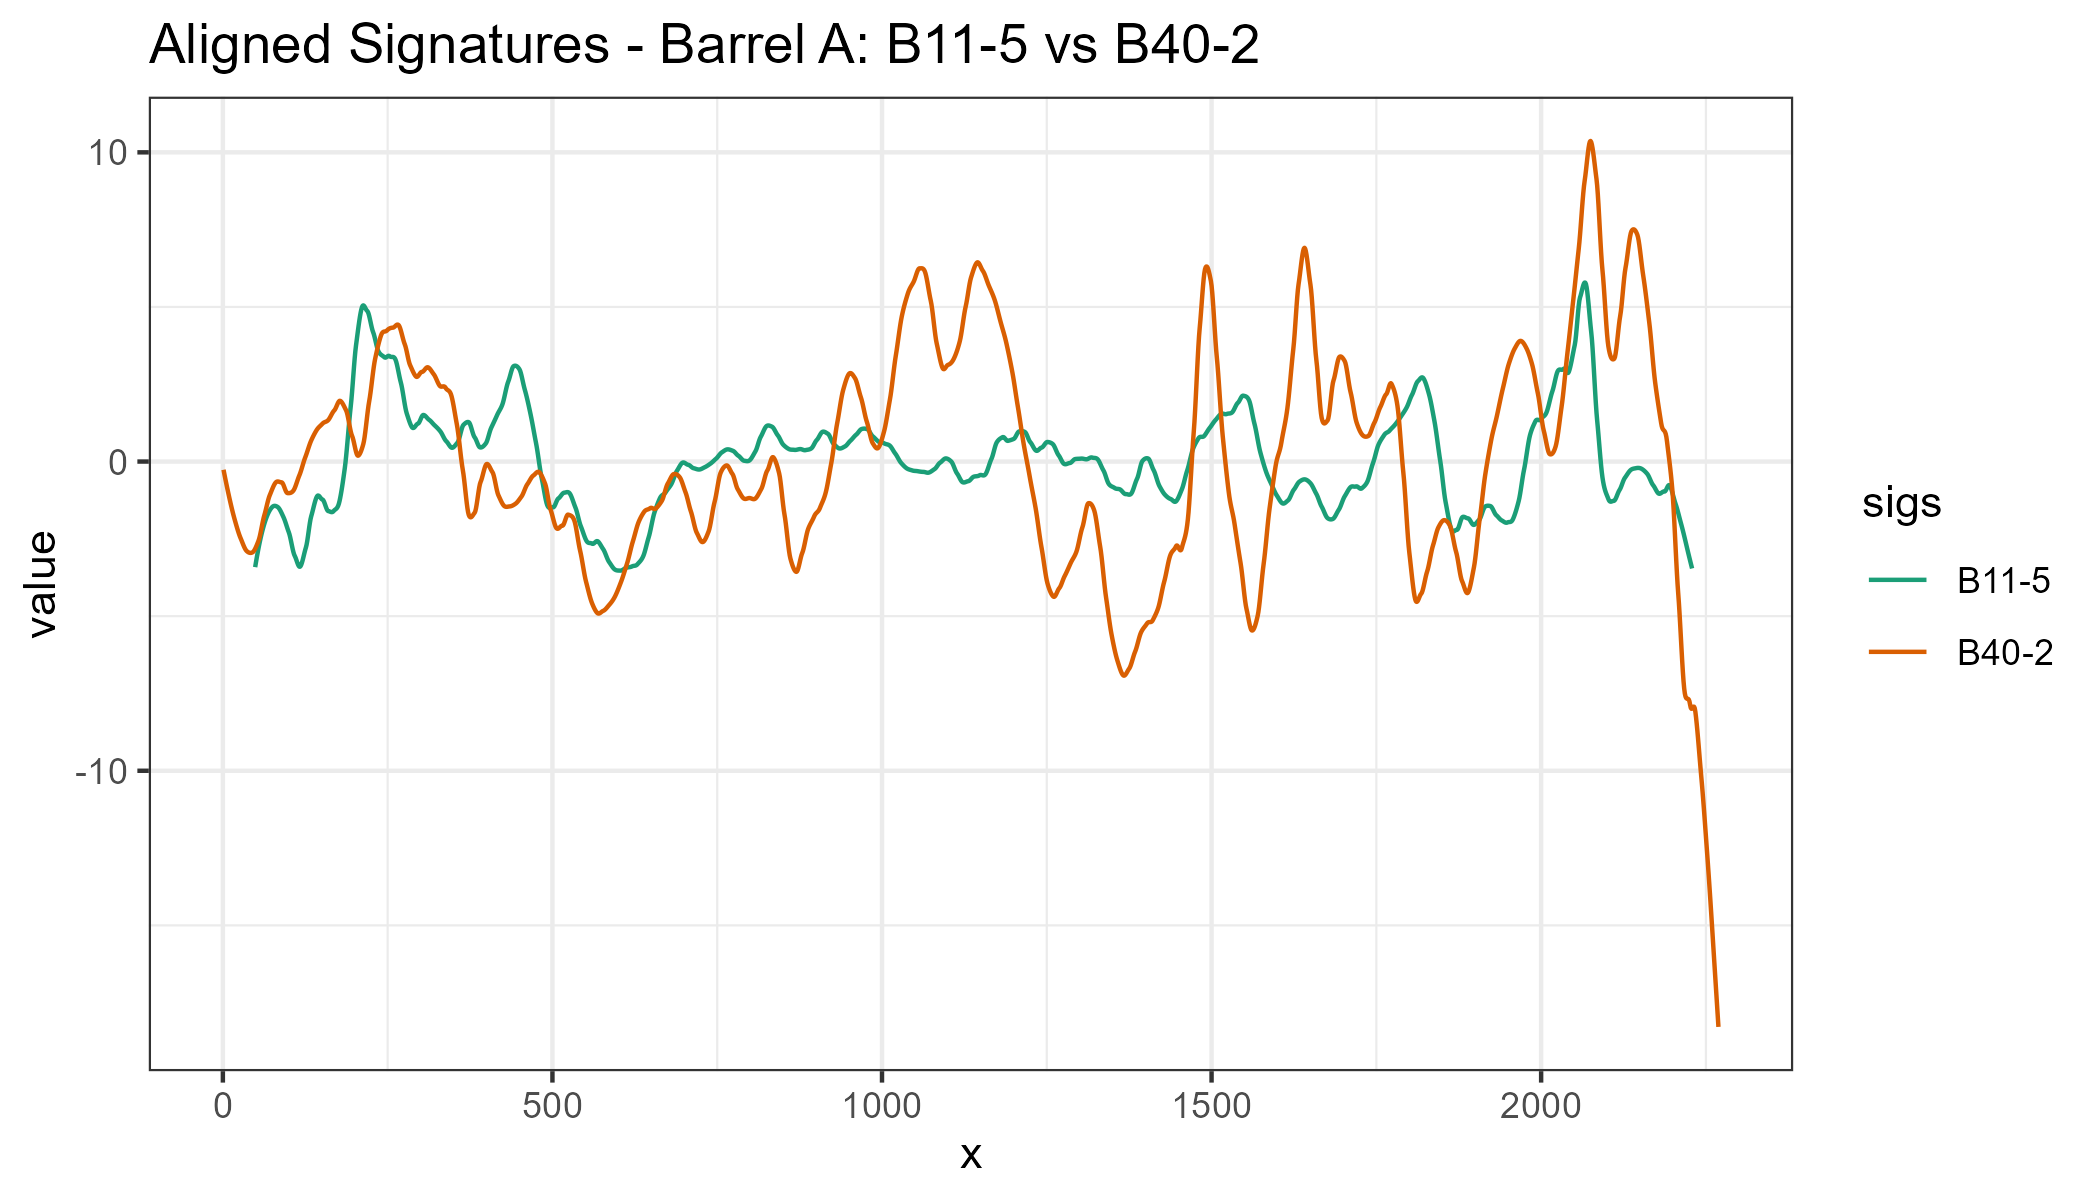 Aligned Signatures - Barrel A: B11-5 vs B40-2
10
0
-10
value
0 500 1000 1500 2000
x
sigs
B11-5
B40-2